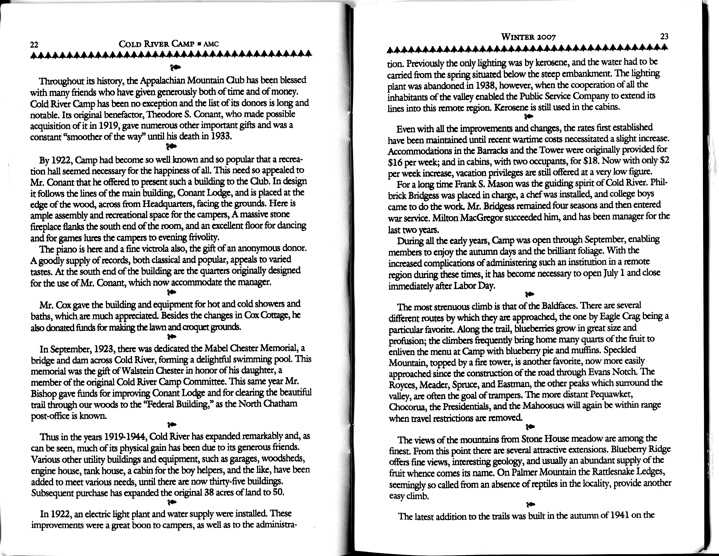 22 COLD RIVER CAMP ■ AMC
Throughout its history, the Appalachian Mountain Club has been blessed
with many friends who have given generously both of time and of money.
Cold River Camp has been no exception and the list of its donors is long and
notable. Its original benefactor, Theodore S. Conant, who made possible
acquisition of it in 1919, gave numerous other important gifts and was a
constant "smoother of the way" until his death in 1933.
By 1922, Camp had become so well known and so popular that a recrea-
tion hall seemed necessary for the happiness of all. This need so appealed to
Mr. Conant that he offered to present such a building to the Club. In design
it follows the lines of the main building, Conant Lodge, and is placed at the
edge of the wood, across from Headquarters, facing the grounds. Here is
ample assembly and recreational space for the campers, A massive stone
fireplace flanks the south end of the room, and an excellent floor for dancing
and for games lures the campers to evening frivolity.
The piano is here and a fine victrola also, the gift of an anonymous donor.
A goodly supply of records, both classical and popular, appeals to varied
tastes. At the south end of the building are the quarters originally designed
for the use of Mr. Conant, which now accommodate the manager.
Mr. Cox gave the building and equipment for hot and cold showers and
baths, which are much appreciated. Besides the changes in Cox Cottage, he
also donated funds for making the lawn and croquet grounds.
In September, 1923, there was dedicated the Mabel Chester Memorial, a
bridge and dam across Cold River, forming a delightful swimming pool. This
memorial was the gift of Walstein Chester in honor of his daughter, a
member of the original Cold River Camp Committee. This same year Mr.
Bishop gave funds for improving Conant Lodge and for clearing the beautiful
trail through our woods to the "Federal Building," as the North Chatham
post-office is known.
Thus in the years 1919-1944, Cold River has expanded remarkably and, as
can be seen, much of its physical gain has been due to its generous friends.
Various other utility buildings and equipment, such as garages, woodsheds,
engine house, tank house, a cabin for the boy helpers, and the like, have been
added to meet various needs, until there are now thirty-five buildings.
Subsequent purchase has expanded the original 38 acres of land to 50.
In 1922, an electric light plant and water supply were installed. These
improvements were a great boon to campers, as well as to the administra-
WINTER 2007 23
tion. Previously the only lighting was by kerosene, and the water had to be
carried from the spring situated below the steep embankment. The lighting
plant was abandoned in 1938, however, when the cooperation of all the
inhabitants of the valley enabled the Public Service Company to extend its
lines into this remote region. Kerosene is still used in the cabins.
Even with all the improvements and changes, the rates first established
have been maintained until recent wartime costs necessitated a slight increase.
Accommodations in the Barracks and the Tower were originally provided for
$16 per week; and in cabins, with two occupants, for $18. Now with only $2
per week increase, vacation privileges are still offered at a very low figure.
For a long time Frank S. Mason was the guiding spirit of Cold River. Phil-
brick Bridgess was placed in charge, a chef was installed, and college boys
came to do the work. Mr. Bridgess remained four seasons and then entered
war service. Milton MacGregor succeeded him, and has been manager for the
last two years.
During all the early years, Camp was open through September, enabling
members to enjoy the autumn days and the brilliant foliage. With the
increased complications of administering such an institution in a remote
region during these times, it has become necessary to open July 1 and close
immediately after Labor Day.
The most strenuous climb is that of the Baldfaces. There are several
different routes by which they are approached, the one by Eagle Crag being a
particular favorite. Along the trail, blueberries grow in great size and
profusion; the climbers frequently bring home many quarts of the fruit to
enliven the menu at Camp with blueberry pie and muffins. Speckled
Mountain, topped by a fire tower, is another favorite, now more easily
approached since the construction of the road through Evans Notch. The
Royces, Meader, Spruce, and Eastman, the other peaks which surround the
valley, are often the goal of trampers. The more distant Pequawket,
Chocorua, the Presidentials, and the Mahoosucs will again be within range
when travel restrictions are removed.
The views of the mountains from Stone House meadow are among the
finest. From this point there are several attractive extensions. Blueberry Ridge
offers fine views, interesting geology, and usually an abundant supply of the
fruit whence comes its name. On Palmer Mountain the Rattlesnake Ledges,
seemingly so called from an absence of reptiles in the locality, provide another
easy climb.
The latest addition to the trails was built in the autumn of 1941 on the